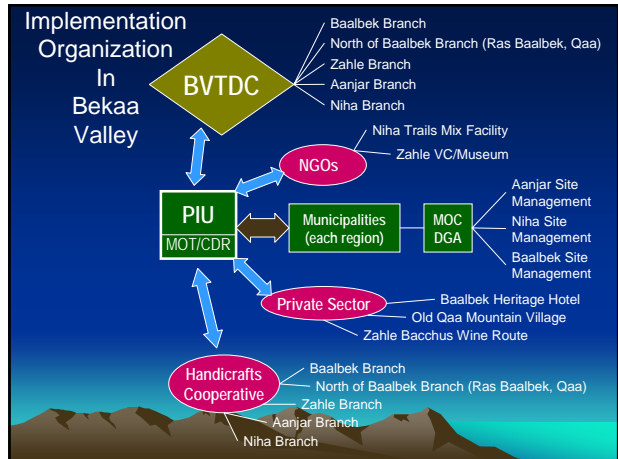 Implementation
Organization
In
Bekaa
Valley
BVTDC
Baalbek Branch
North of Baalbek Branch (Ras Baalbek, Qaa)
Zahle Branch
Aanjar Branch
Niha Branch
NGOs
Niha Trails Mix Facility
Zahle VC/Museum
PIU
MOT/CDR
Municipalities
(each region)
MOC
DGA
Aanjar Site
Management
Niha Site
Management
Baalbek Site
Management
Private Sector
Baalbek Heritage Hotel
Old Qaa Mountain Village
Zahle Bacchus Wine Route
Handicrafts
Cooperative
Baalbek Branch
North of Baalbek Branch (Ras Baalbek, Qaa)
Zahle Branch
Aanjar Branch
Niha Branch